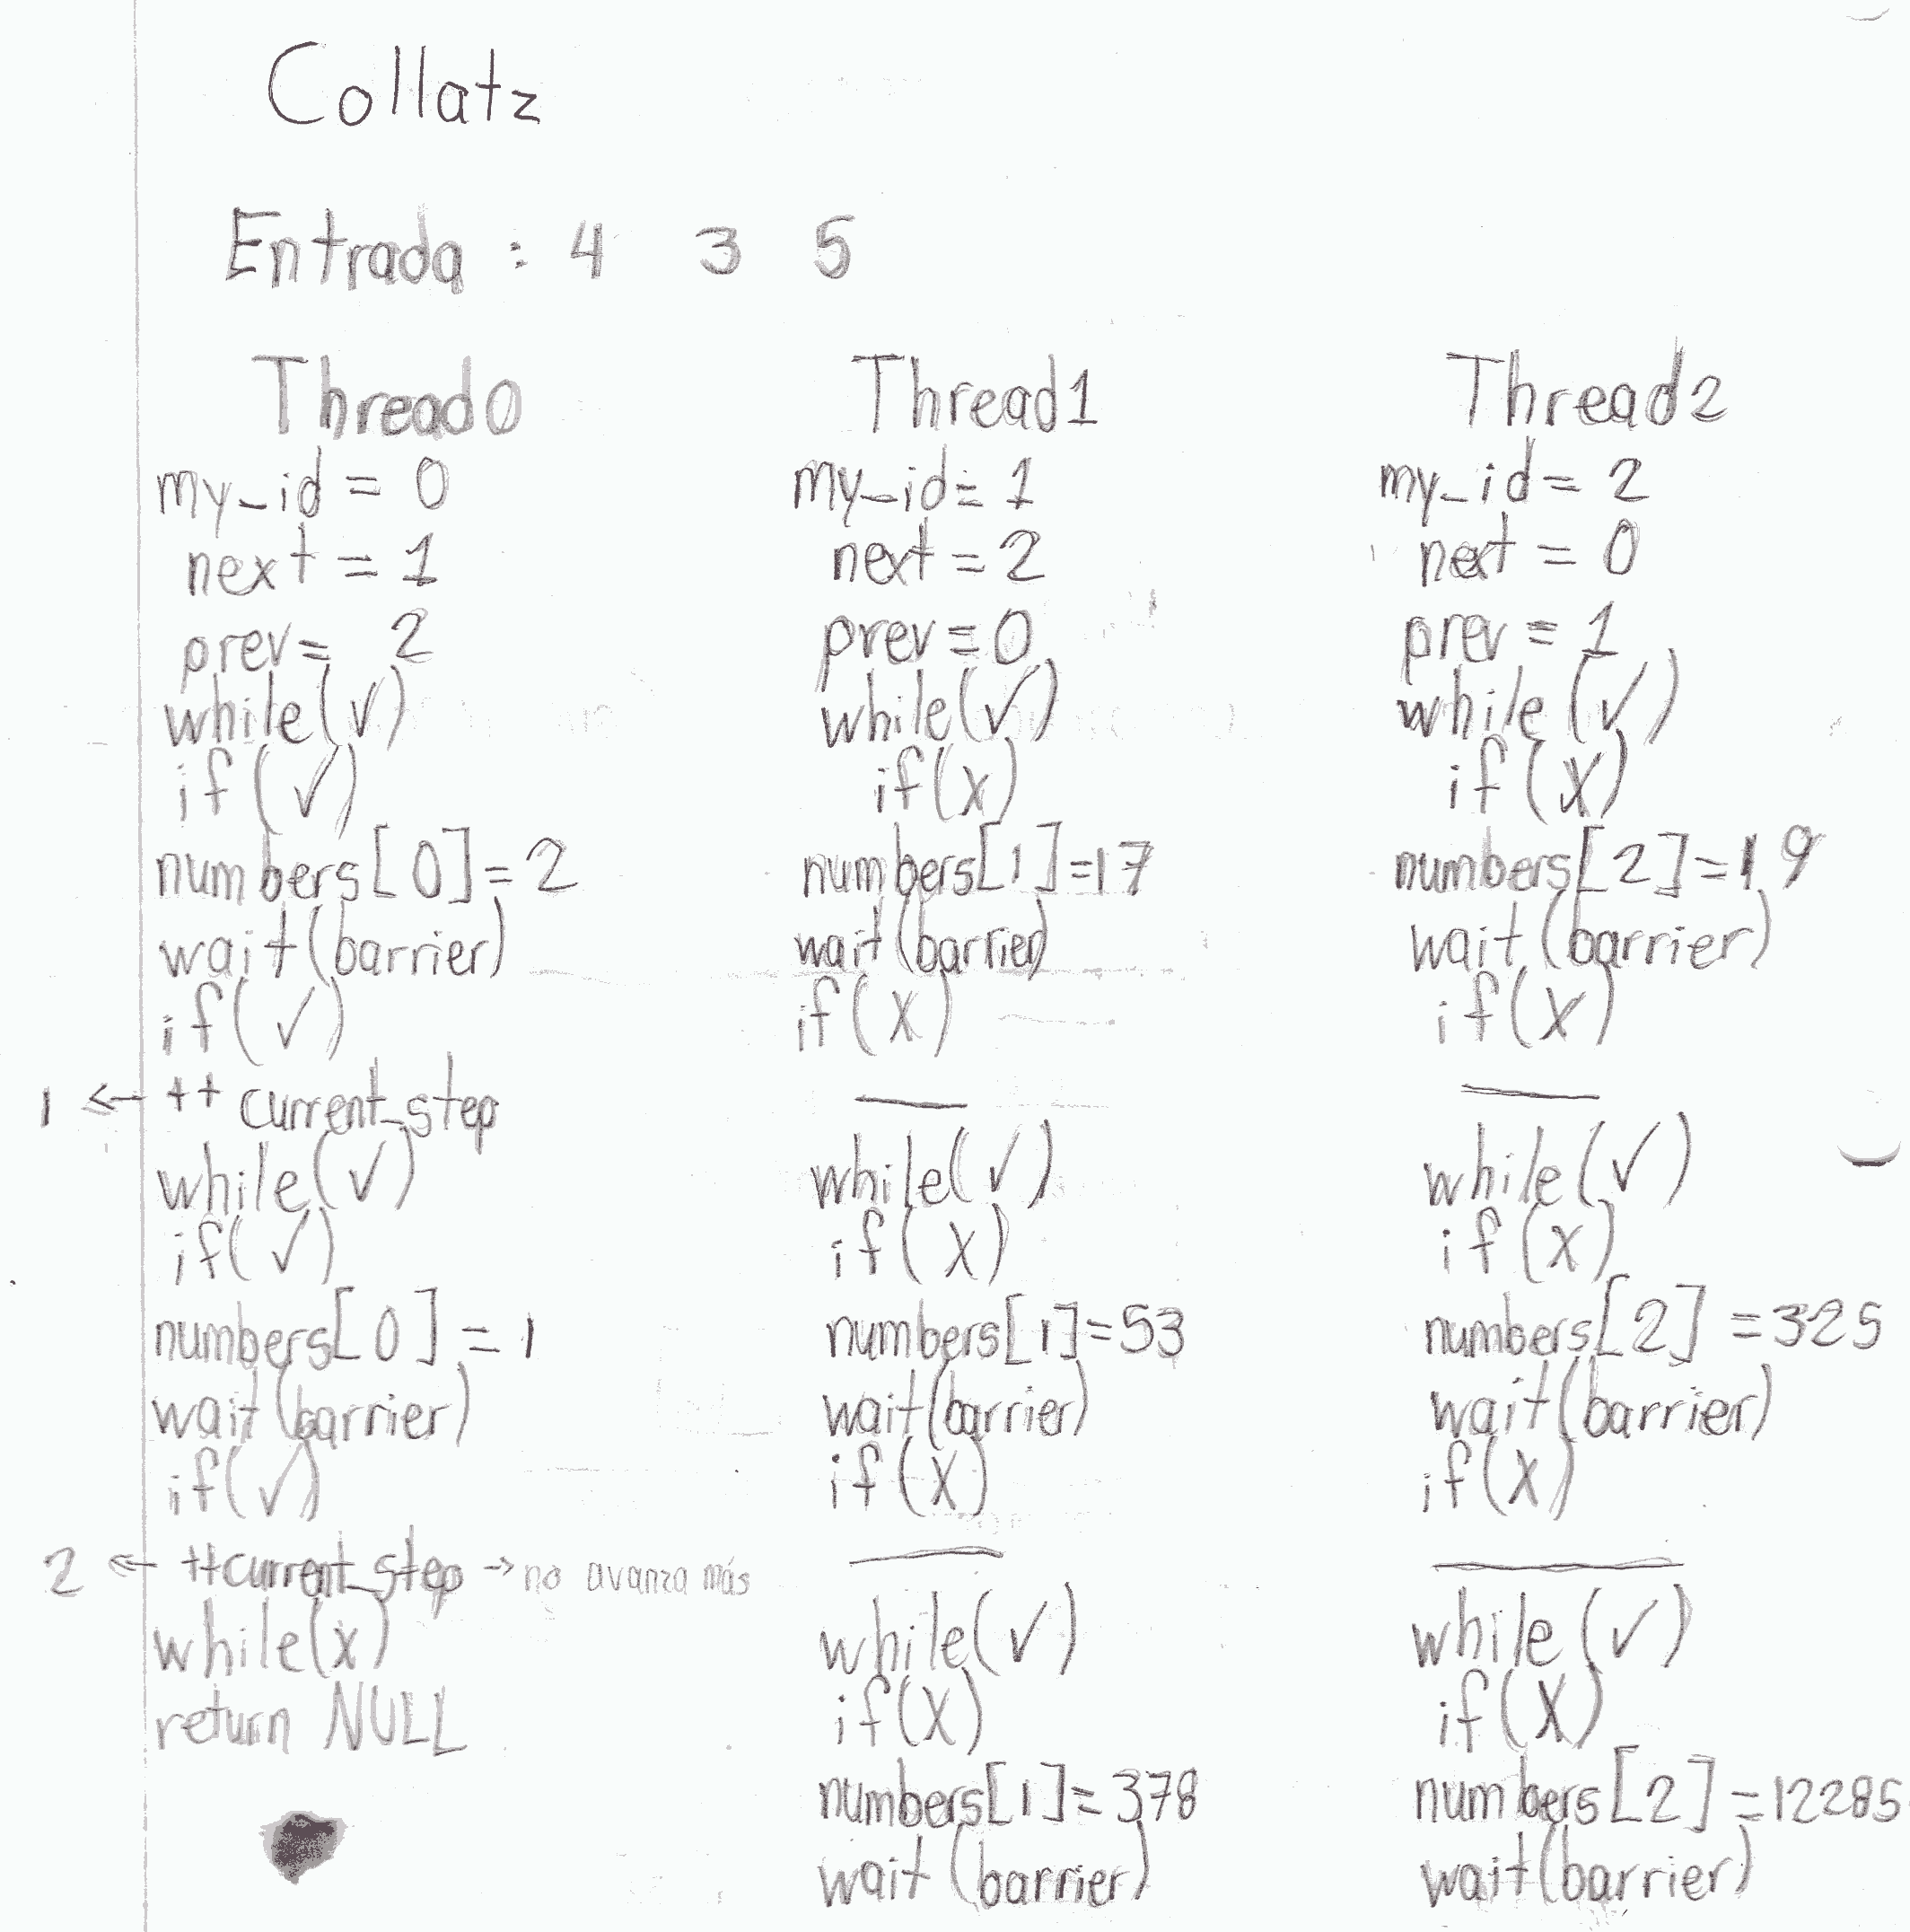 Collatz
Entrada : 4 3 5
Thread0 Thread1 Thread2
my_id = 0 my_id = 1 my_id = 2
next = 1 next = 2 next = 0
prev = 2 prev = 0 prev = 1
while(✓) while(✓) while(✓)
if(✓) if(x) if(x)
numbers[0]=2 numbers[1]=17 numbers[2]=19
wait(barrier) wait(barrier) wait(barrier)
if(✓) if(x) if(x)
1 ← ++current_step
while(✓) while(✓) while(✓)
if(✓) if(x) if(x)
numbers[0] = 1 numbers[1]=53 numbers[2]=325
wait(barrier) wait(barrier) wait(barrier)
if(✓) if(x) if(x)
2 ← ++current_step → no avanza más
while(x) while(✓) while(✓)
return NULL if(x) if(x)
numbers[1]=378 numbers[2]=12285
wait(barrier) wait(barrier)